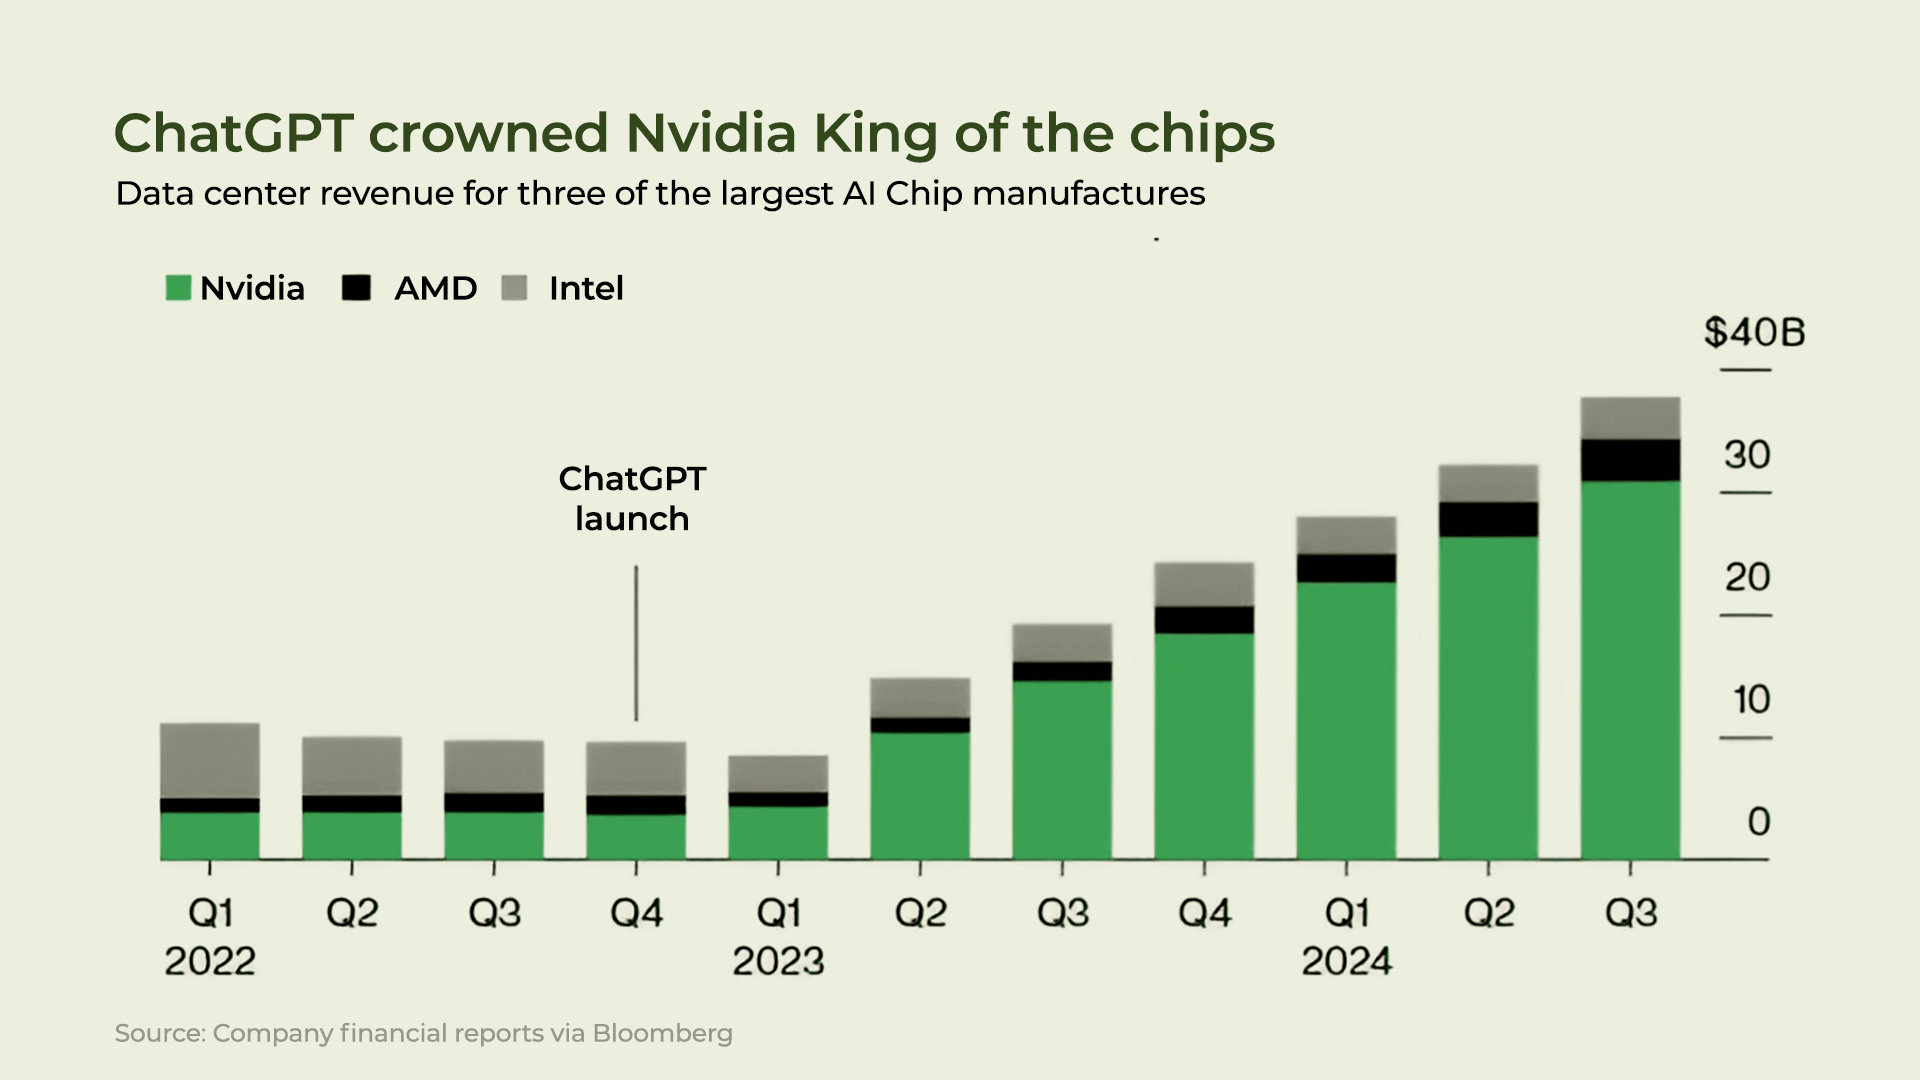 ChatGPT crowned Nvidia King of the chips
Data center revenue for three of the largest AI Chip manufactures
Nvidia AMD Intel
$40B
ChatGPT
launch
30
20
10
0
Q1 Q2 Q3 Q4 Q1 Q2 Q3 Q4 Q1 Q2 Q3
2022 2023 2024
Source: Company financial reports via Bloomberg